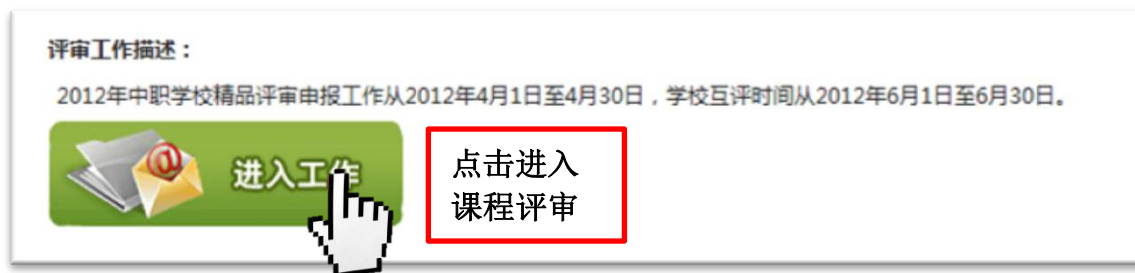 评审工作描述：
2012年中职学校精品评审申报工作从2012年4月1日至4月30日，学校互评时间从2012年6月1日至6月30日。
进入工作
点击进入
课程评审